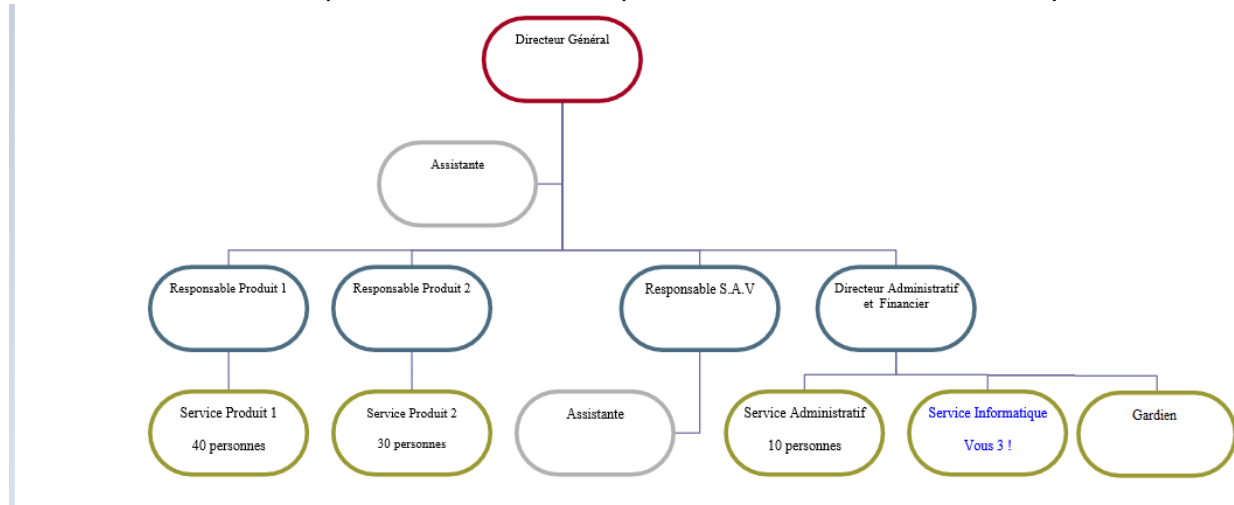 Directeur Général
Assistante
Responsable Produit 1
Responsable Produit 2
Responsable S.A.V
Directeur Administratif
et Financier
Service Produit 1
40 personnes
Service Produit 2
30 personnes
Assistante
Service Administratif
10 personnes
Service Informatique
Vous 3 !
Gardien